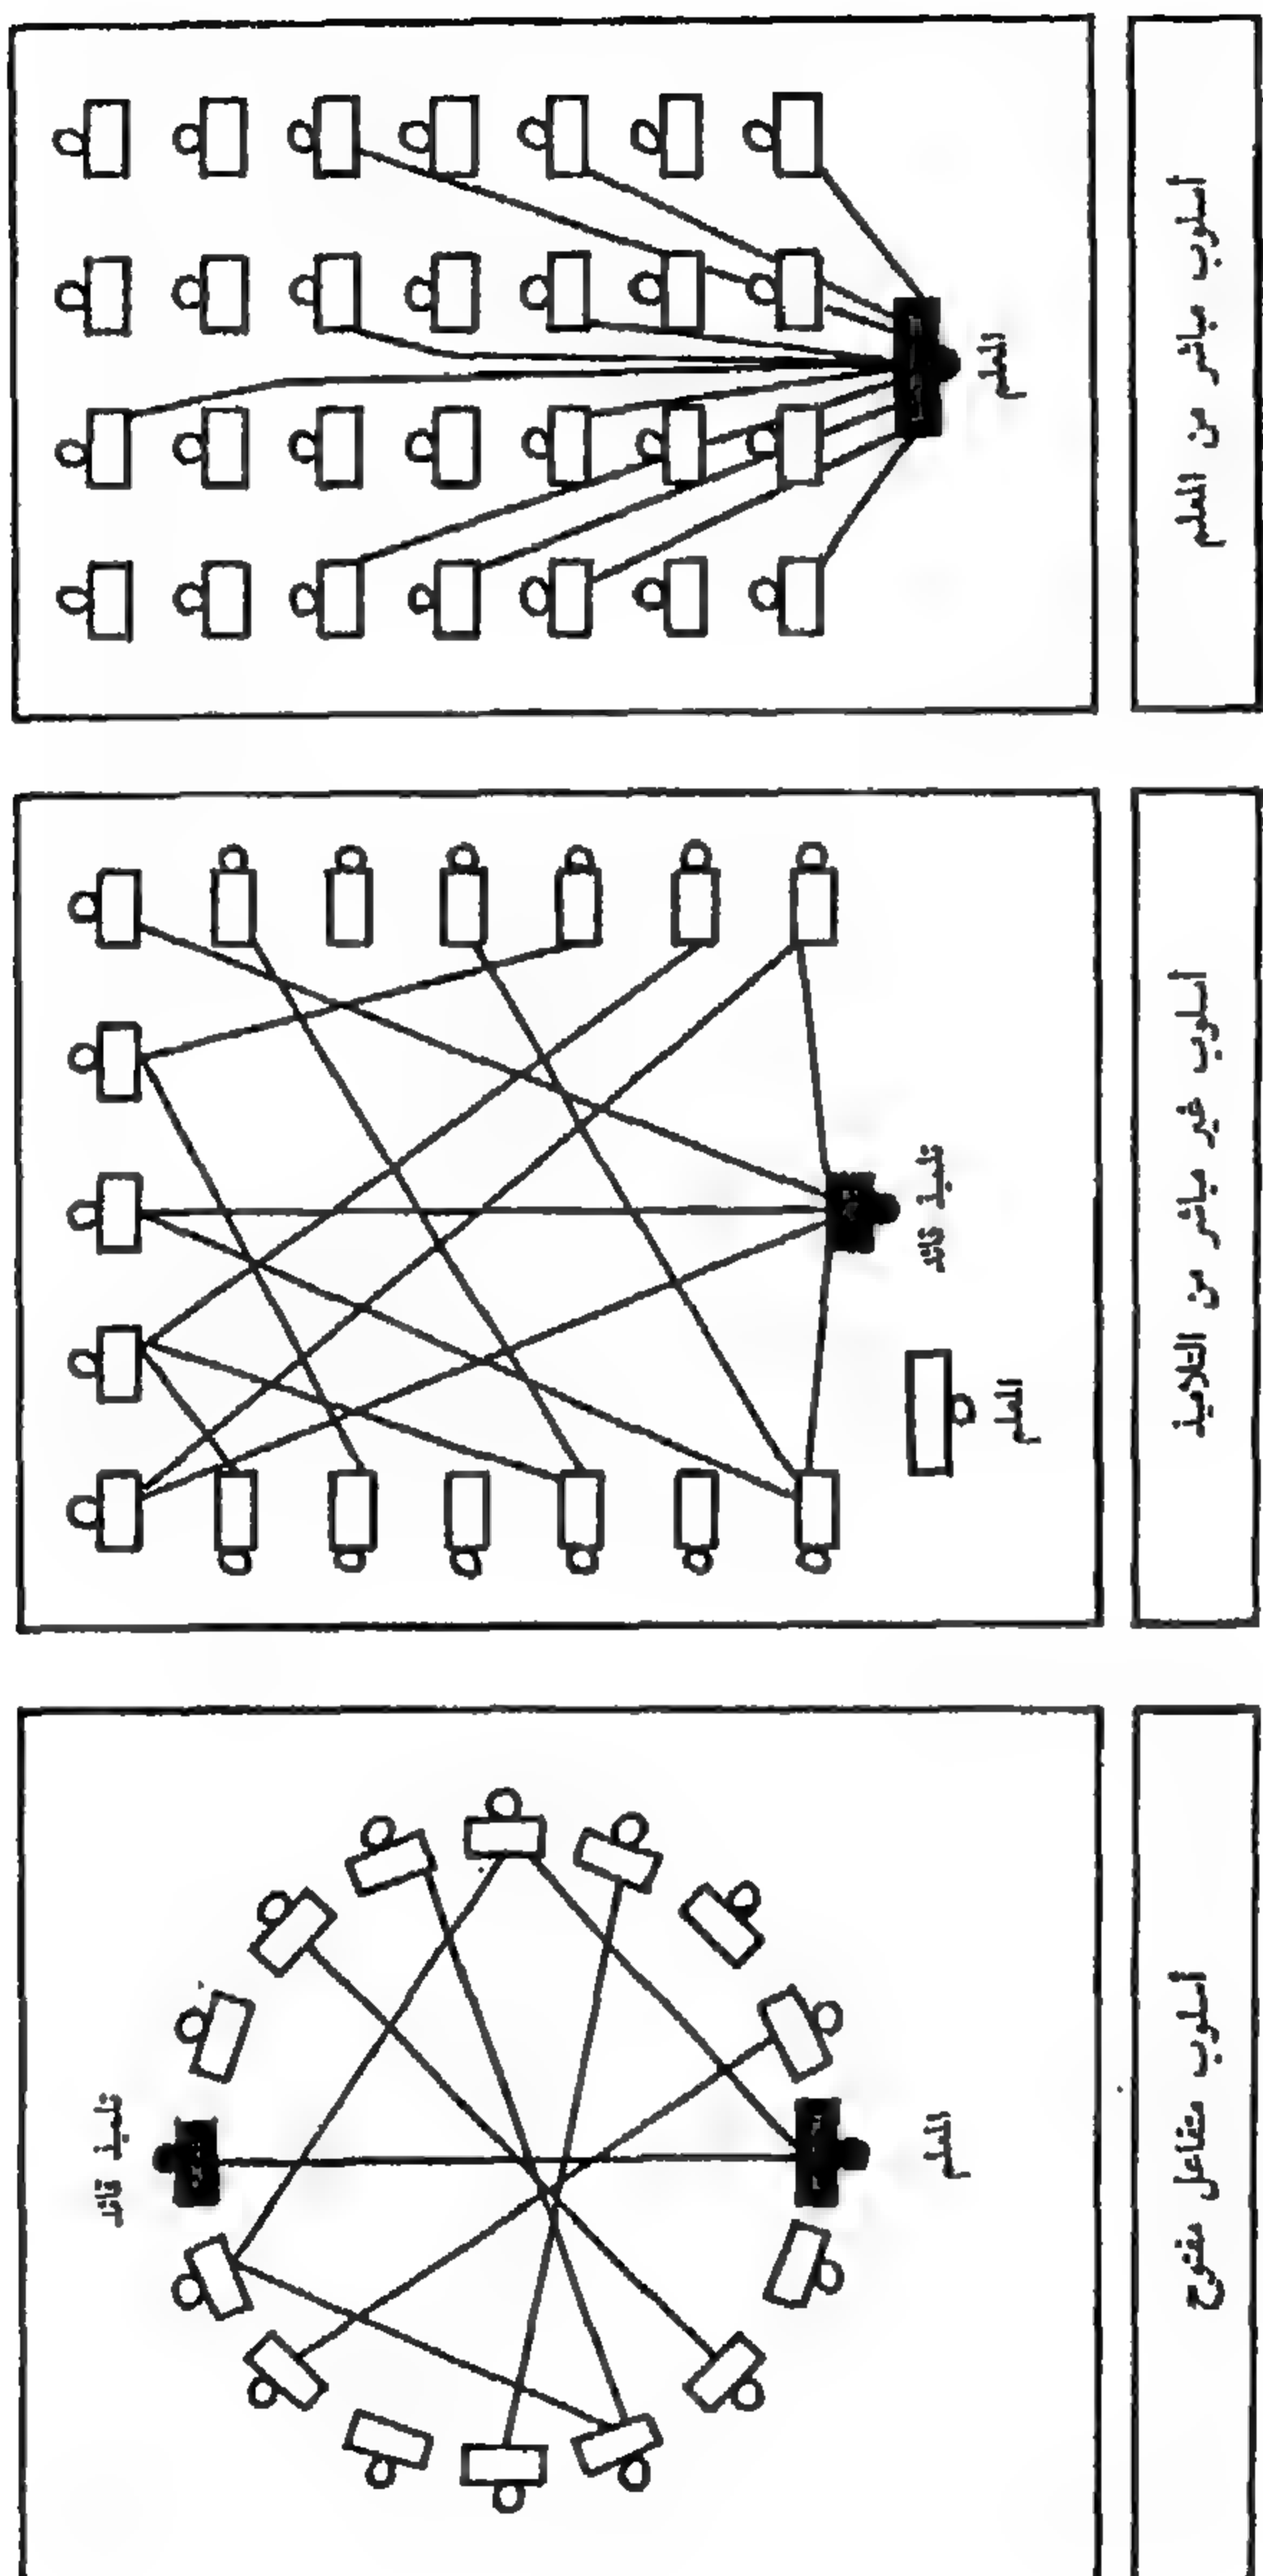 أسلوب مباشر من المعلم
المعلم
أسلوب غير مباشر من التلاميذ
تلميذ قائد
المعلم
أسلوب متفاعل مفتوح
تلميذ قائد
المعلم